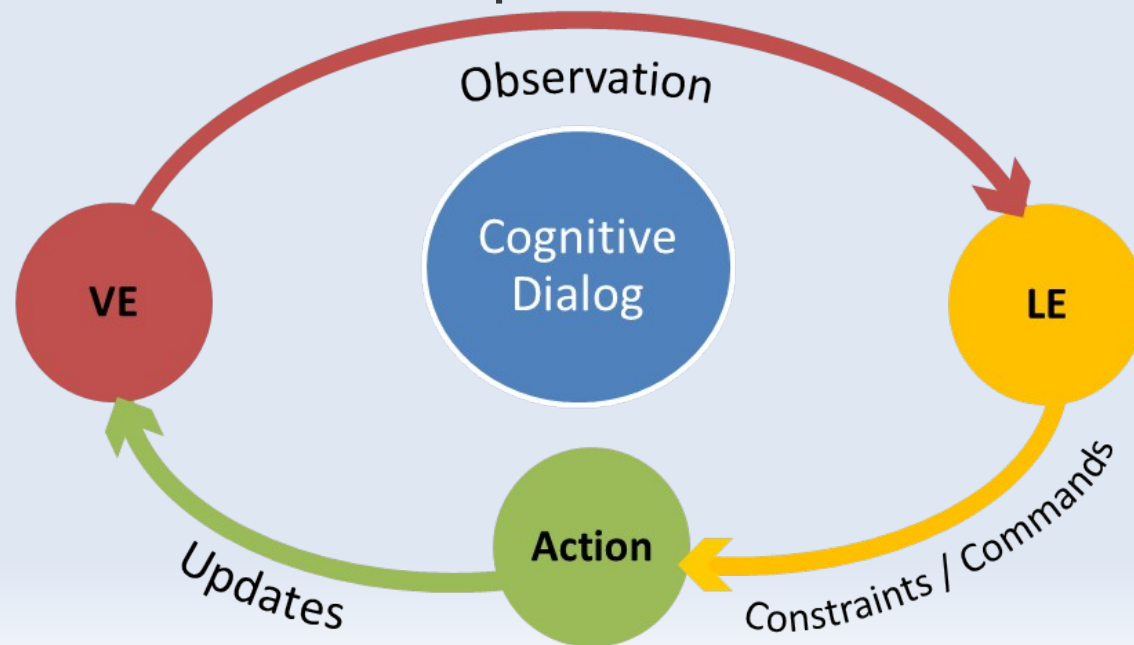 Observation
Cognitive
Dialog
VE
LE
Action
Updates
Constraints / Commands